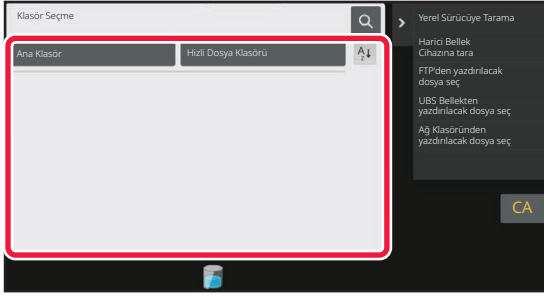 Klasör Seçme
Ana Klasör
Hizli Dosya Klasörü
A
z
Yerel Sürücüye Tarama
Harici Bellek
Cihazına tara
FTP'den yazdırılacak
dosya seç
UBS Bellekten
yazdırılacak dosya seç
Ağ Klasöründen
yazdırılacak dosya seç
CA